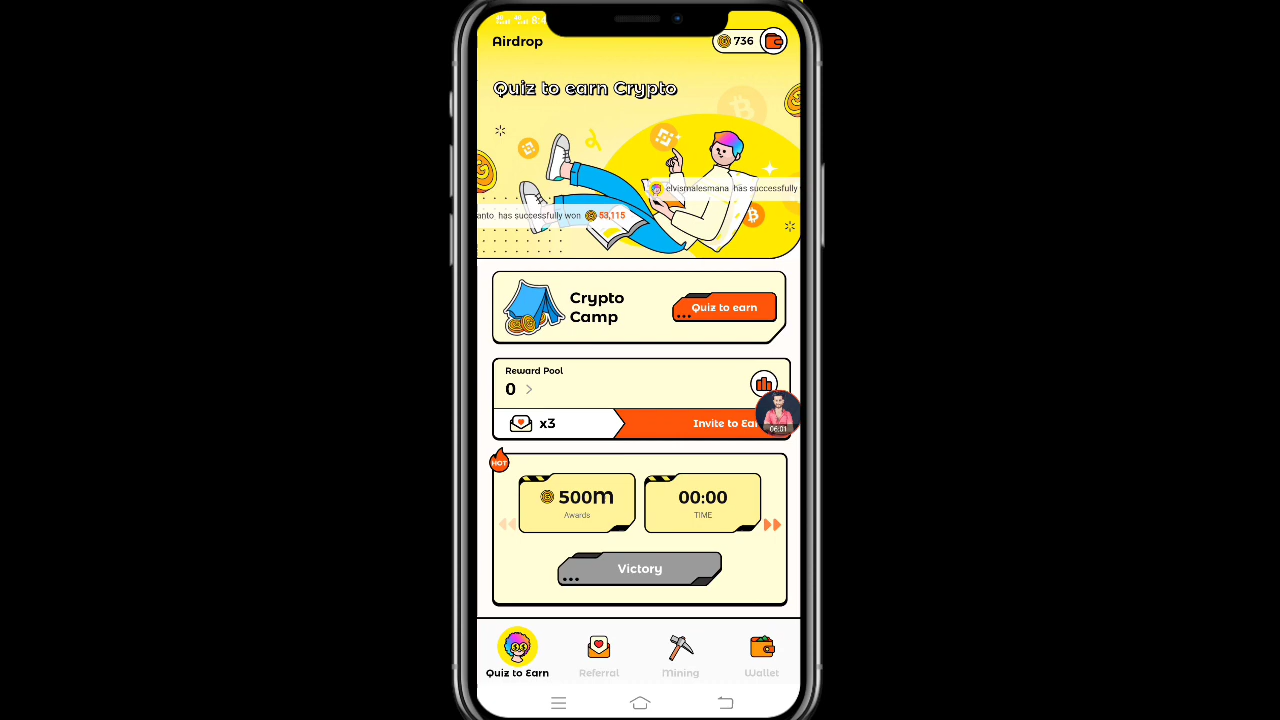 Airdrop
736
Quiz to earn Crypto
elvismalesmana has successfully
anto has successfully won 53,115
Crypto
Camp
Quiz to earn
Reward Pool
0
x3
Invite to Ear
06:01
HOT
500M
Awards
00:00
TIME
Victory
Quiz to Earn
Referral
Mining
Wallet